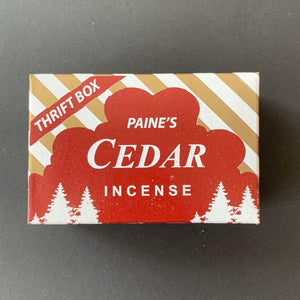 THRIFT BOX
PAINE'S
CEDAR
INCENSE